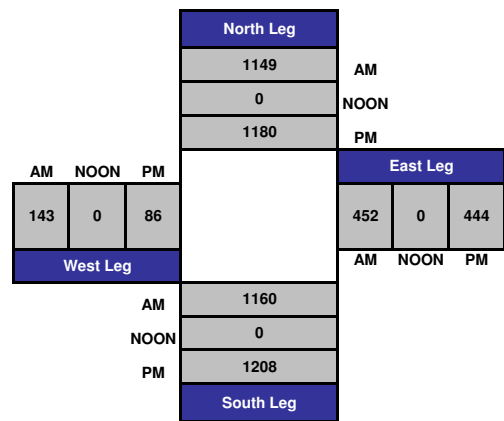 North Leg
1149 AM
0 NOON
1180 PM
AM NOON PM East Leg
143 0 86 452 0 444
West Leg AM NOON PM
AM 1160
NOON 0
PM 1208
South Leg